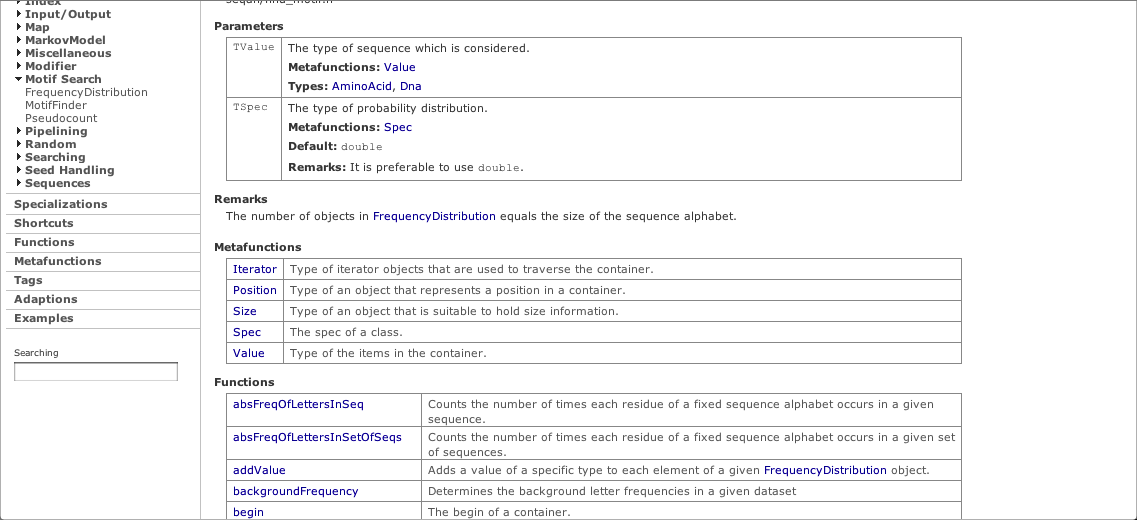 Index
Input/Output
Map
MarkovModel
Miscellaneous
Modifier
Motif Search
FrequencyDistribution
MotifFinder
Pseudocount
Pipelining
Random
Searching
Seed Handling
Sequences
Specializations
Shortcuts
Functions
Metafunctions
Tags
Adaptions
Examples
Searching
Parameters
TValue The type of sequence which is considered.
Metafunctions: Value
Types: AminoAcid, Dna
TSpec The type of probability distribution.
Metafunctions: Spec
Default: double
Remarks: It is preferable to use double.
Remarks
The number of objects in FrequencyDistribution equals the size of the sequence alphabet.
Metafunctions
Iterator Type of iterator objects that are used to traverse the container.
Position Type of an object that represents a position in a container.
Size Type of an object that is suitable to hold size information.
Spec The spec of a class.
Value Type of the items in the container.
Functions
absFreqOfLettersInSeq Counts the number of times each residue of a fixed sequence alphabet occurs in a given
sequence.
absFreqOfLettersInSetOfSeqs Counts the number of times each residue of a fixed sequence alphabet occurs in a given set
of sequences.
addValue Adds a value of a specific type to each element of a given FrequencyDistribution object.
backgroundFrequency Determines the background letter frequencies in a given dataset
begin The begin of a container.